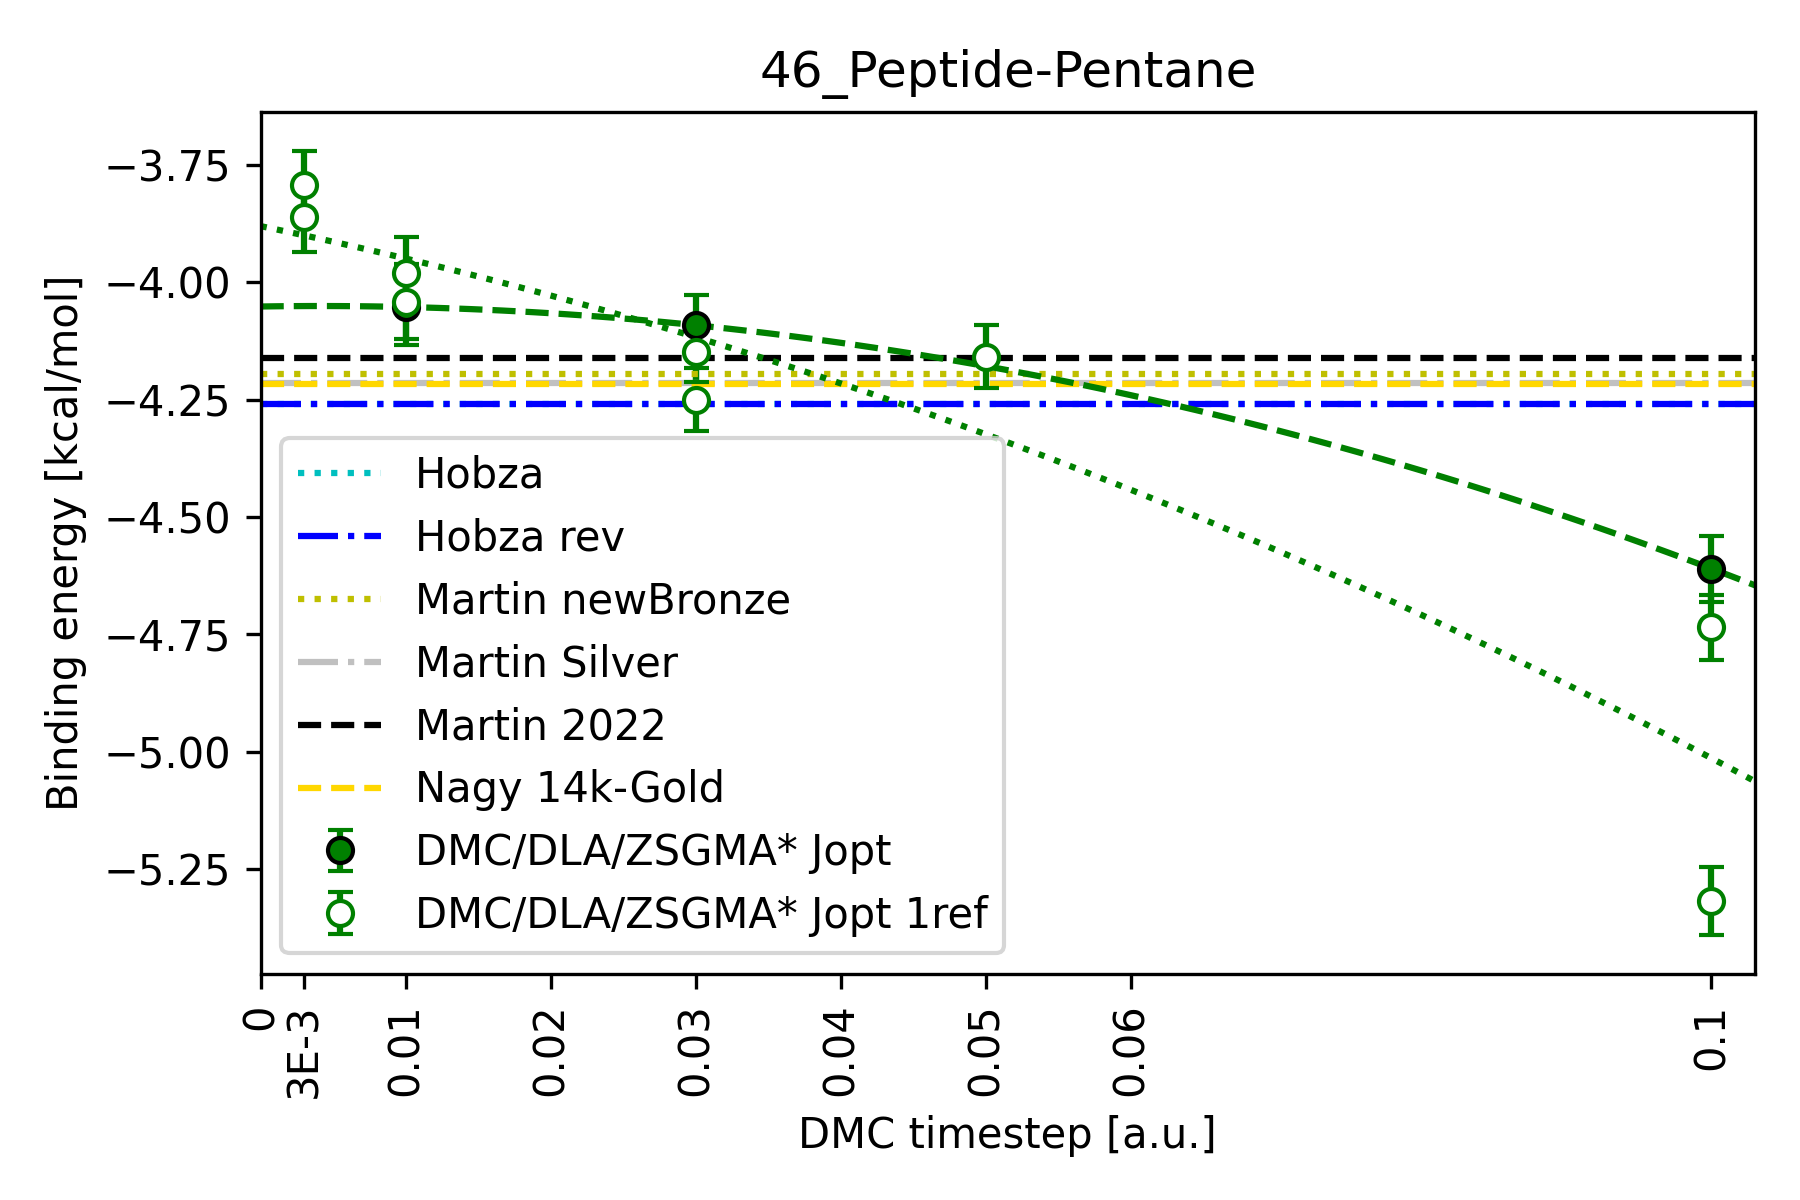 46_Peptide-Pentane
Binding energy [kcal/mol]
−3.75
−4.00
−4.25
−4.50
−4.75
−5.00
−5.25
Hobza
Hobza rev
Martin newBronze
Martin Silver
Martin 2022
Nagy 14k-Gold
DMC/DLA/ZSGMA* Jopt
DMC/DLA/ZSGMA* Jopt 1ref
0
3E-3
0.01
0.02
0.03
0.04
0.05
0.06
0.1
DMC timestep [a.u.]